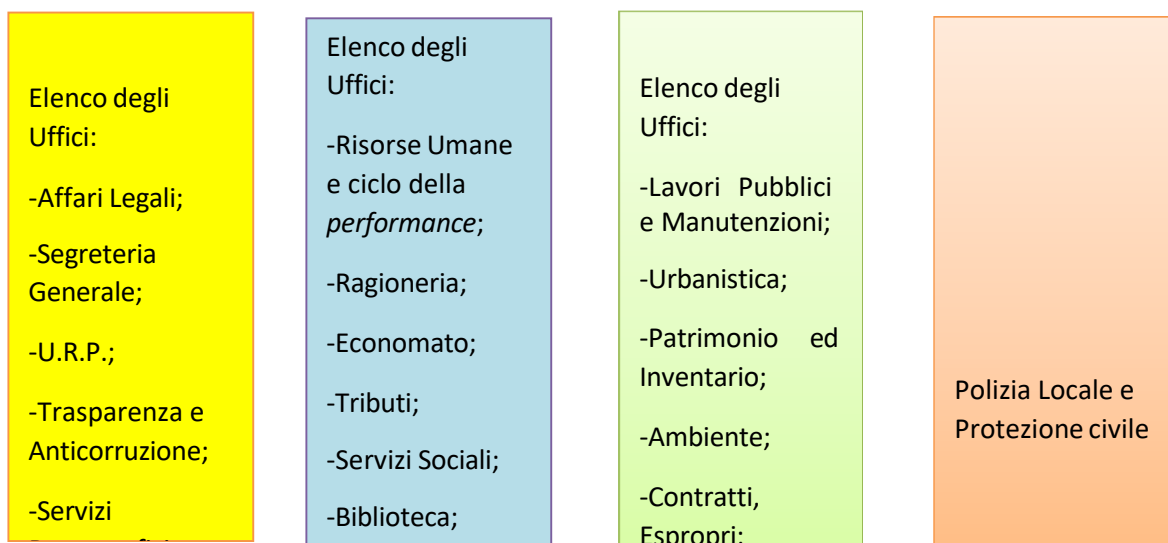 Elenco degli
Uffici:
-Affari Legali;
-Segreteria
Generale;
-U.R.P.;
-Trasparenza e
Anticorruzione;
-Servizi
Elenco degli
Uffici:
-Risorse Umane
e ciclo della
performance;
-Ragioneria;
-Economato;
-Tributi;
-Servizi Sociali;
-Biblioteca;
Elenco degli
Uffici:
-Lavori Pubblici
e Manutenzioni;
-Urbanistica;
-Patrimonio ed
Inventario;
-Ambiente;
-Contratti,
Espropri;
Polizia Locale e
Protezione civile